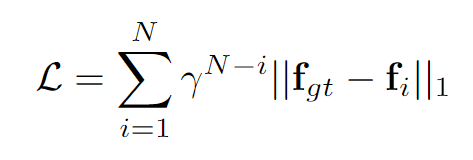 $\mathcal{L} = \sum_{i=1}^{N} \gamma^{N-i} ||\mathbf{f}_{gt} - \mathbf{f}_i||_1$